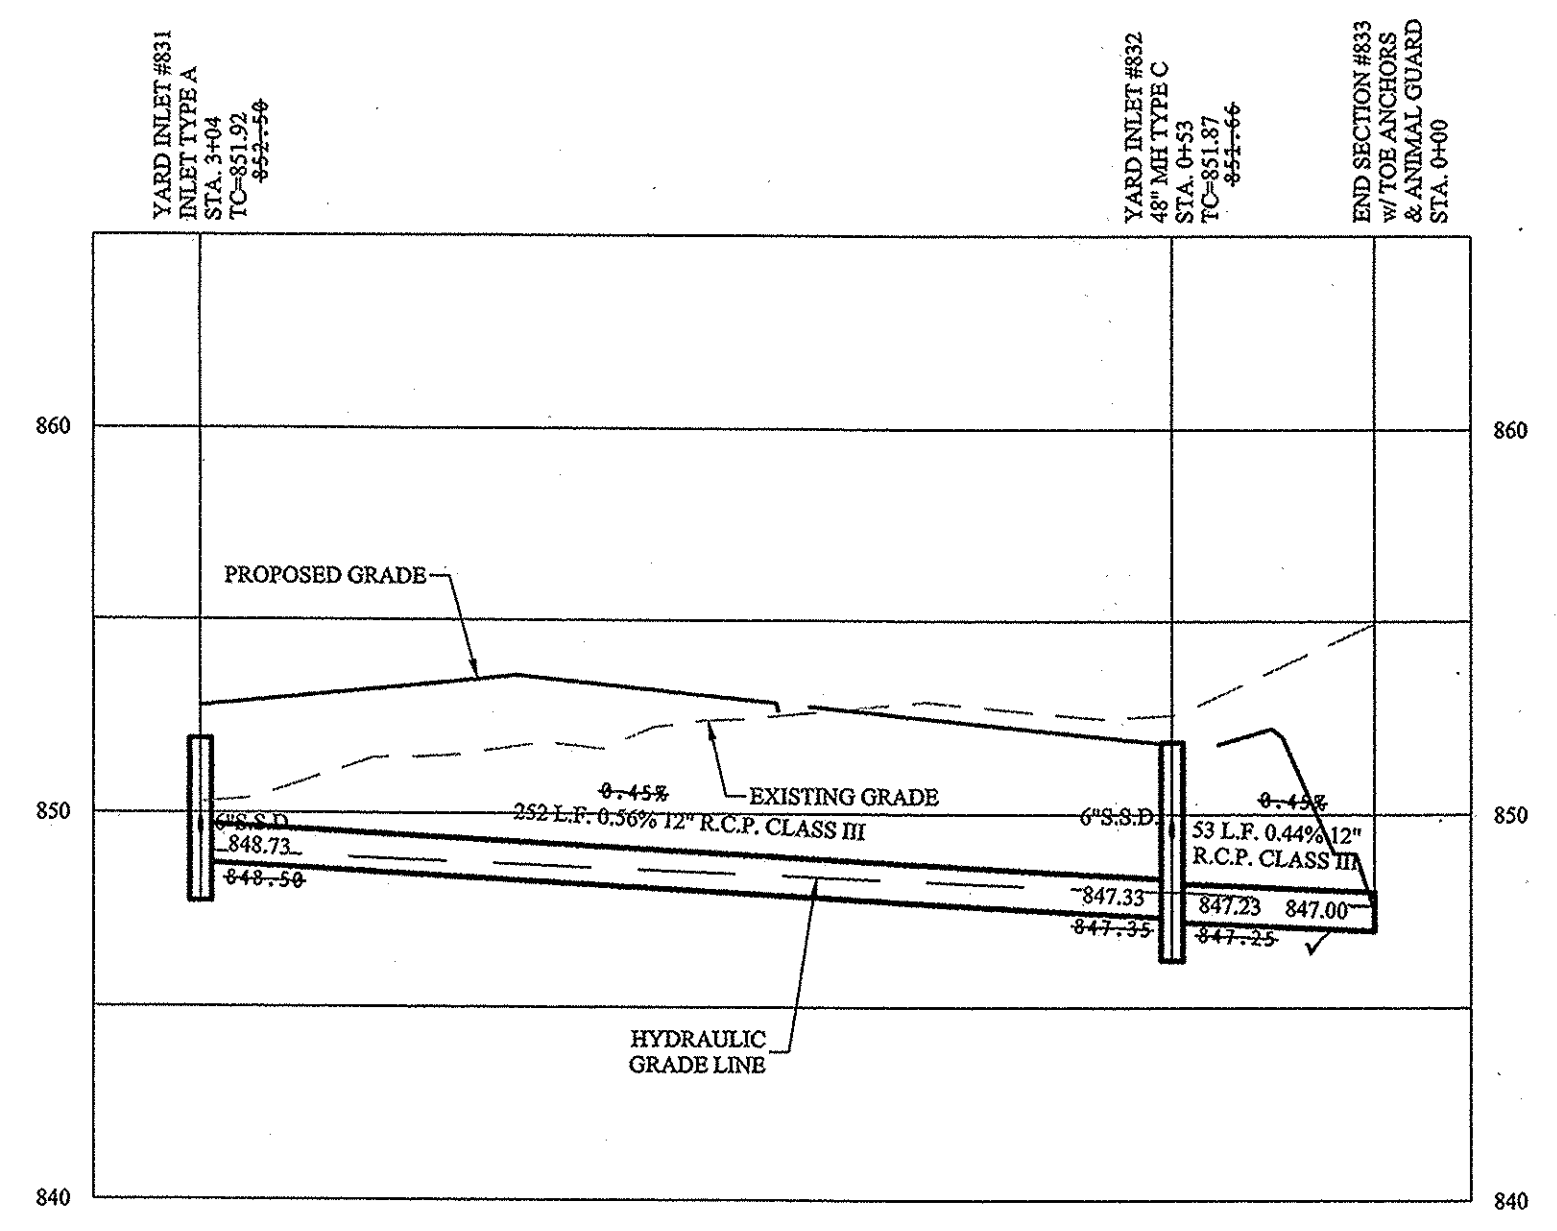 YARD INLET #831
INLET TYPE A
STA. 3+04
TC=851.92
852.50
YARD INLET #832
48" MH TYPE C
STA. 0+53
TC=851.87
851.66
END SECTION #833
w/ TOE ANCHORS
& ANIMAL GUARD
STA. 0+00
860
860
PROPOSED GRADE
EXISTING GRADE
850
850
0.45%
252 L.F. 0.56% 12" R.C.P. CLASS III
6"S.S.D.
848.73
848.50
6"S.S.D.
0.45%
53 L.F. 0.44% 12"
R.C.P. CLASS III
847.33
847.35
847.23
847.25
847.00
HYDRAULIC
GRADE LINE
840
840